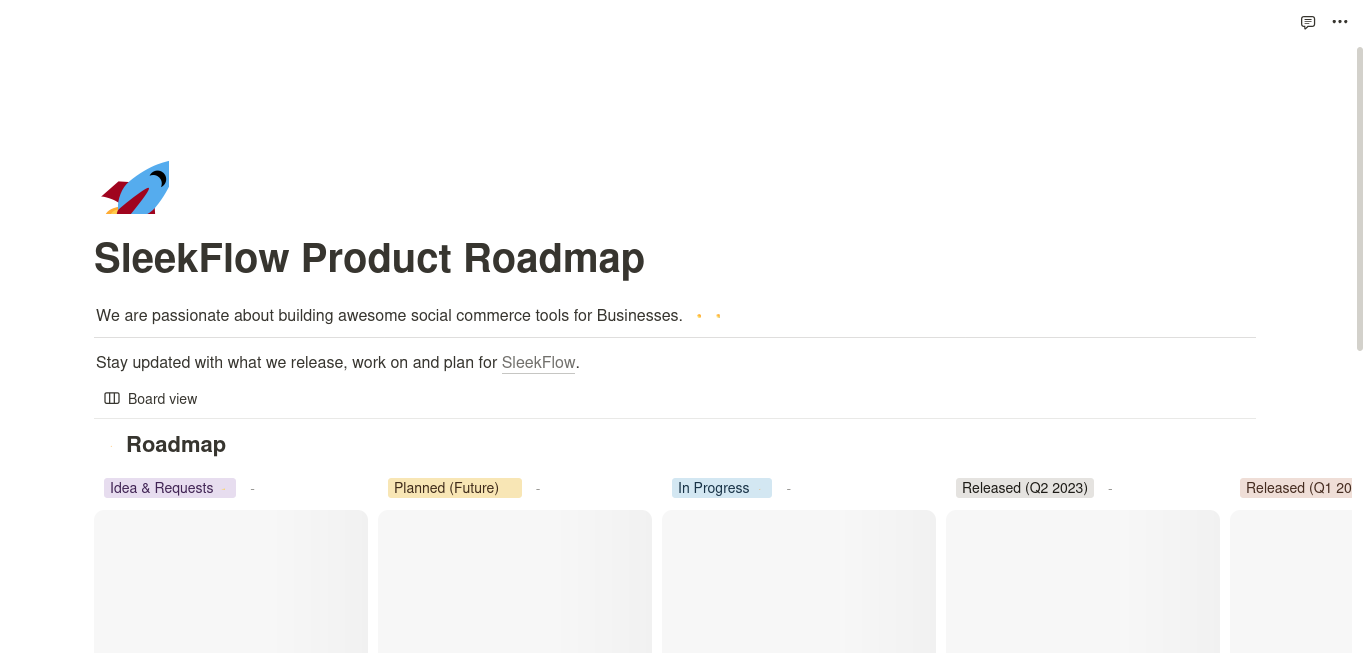 SleekFlow Product Roadmap
We are passionate about building awesome social commerce tools for Businesses.
Stay updated with what we release, work on and plan for SleekFlow.
Board view
Roadmap
Idea & Requests -
Planned (Future) -
In Progress -
Released (Q2 2023) -
Released (Q1 20